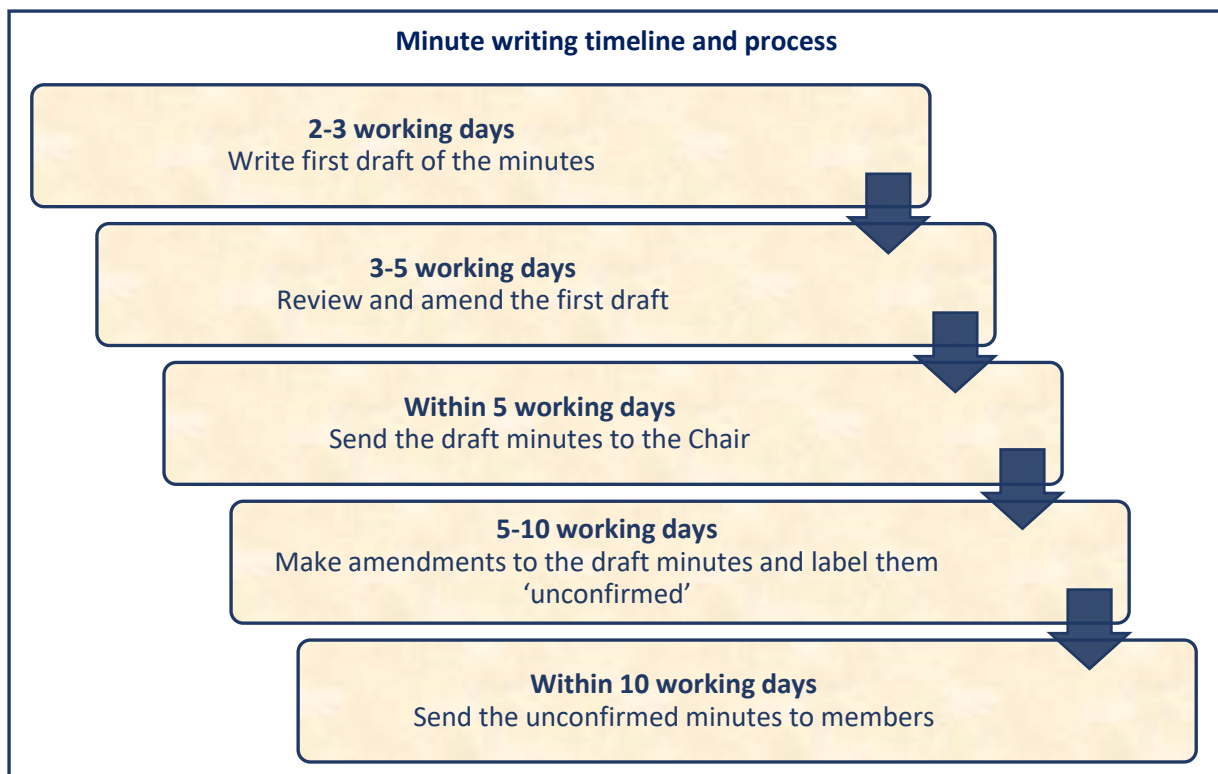 Minute writing timeline and process
2-3 working days
Write first draft of the minutes
3-5 working days
Review and amend the first draft
Within 5 working days
Send the draft minutes to the Chair
5-10 working days
Make amendments to the draft minutes and label them
‘unconfirmed’
Within 10 working days
Send the unconfirmed minutes to members